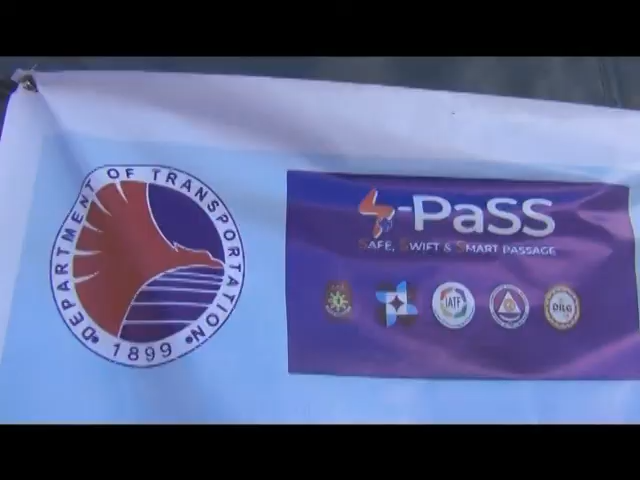 DEPARTMENT OF TRANSPORTATION
1899
S-PaSS
SAFE, SWIFT & SMART PASSAGE
IATF
DILG